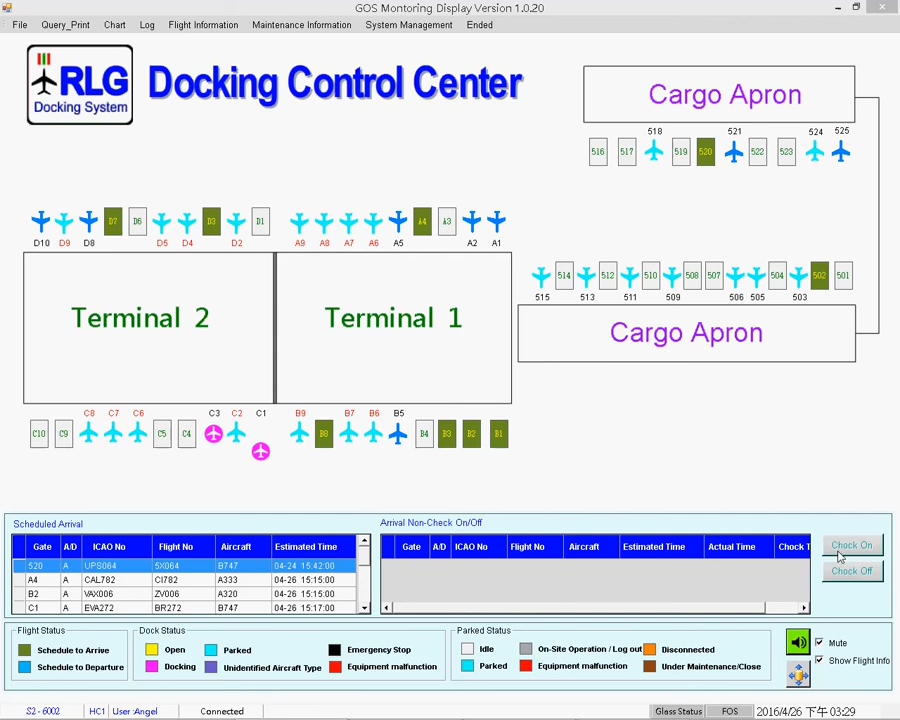 GOS Montoring Display Version 1.0.20
File Query_Print Chart Log Flight Information Maintenance Information System Management Ended
RLG
Docking System
Docking Control Center
Cargo Apron
518 521 524 525
516 517 519 520 522 523
D7 D6 D3 D1 A4 A3
D10 D9 D8 D5 D4 D2 A9 A8 A7 A6 A5 A2 A1
514 512 510 508 507 504 502 501
515 513 511 509 506 505 503
Terminal 2
Terminal 1
Cargo Apron
C8 C7 C6 C3 C2 C1 B9 B7 B6 B5
C10 C9 C5 C4 B8 B4 B3 B2 B1
Scheduled Arrival
Gate A/D ICAO No Flight No Aircraft Estimated Time
520 A UPS064 5X064 B747 04-24 15:42:00
A4 A CAL782 CI782 A333 04-26 15:15:00
B2 A VAX006 ZV006 A320 04-26 15:15:00
C1 A EVA272 BR272 B747 04-26 15:17:00
Arrival Non-Check On/Off
Gate A/D ICAO No Flight No Aircraft Estimated Time Actual Time Chock T
Chock On
Chock Off
Flight Status
Schedule to Arrive
Schedule to Departure
Dock Status
Open Parked Emergency Stop
Docking Unidentified Aircraft Type Equipment malfunction
Parked Status
Idle On-Site Operation / Log out Disconnected
Parked Equipment malfunction Under Maintenance/Close
Mute
Show Flight Info
S2 - 6002 HC1 User :Angel Connected Glass Status FOS 2016/4/26 下午 03:29